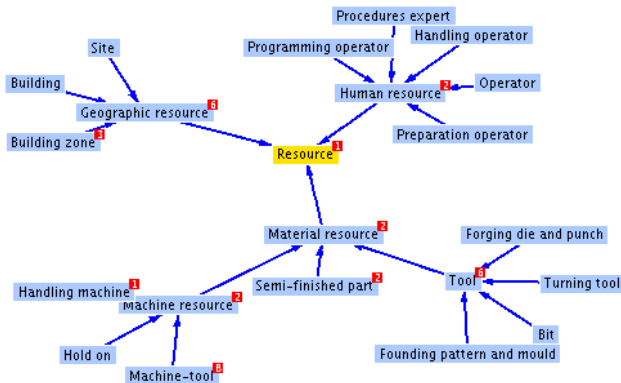 Procedures expert
Handling operator
Site
Programming operator
Building
Operator
Human resource 2
Geographic resource 6
Preparation operator
Building zone 3
Resource 1
Material resource 2
Forging die and punch
Semi-finished part 2
Tool 6
Turning tool
Handling machine 1
Machine resource 2
Bit
Hold on
Founding pattern and mould
Machine-tool 8